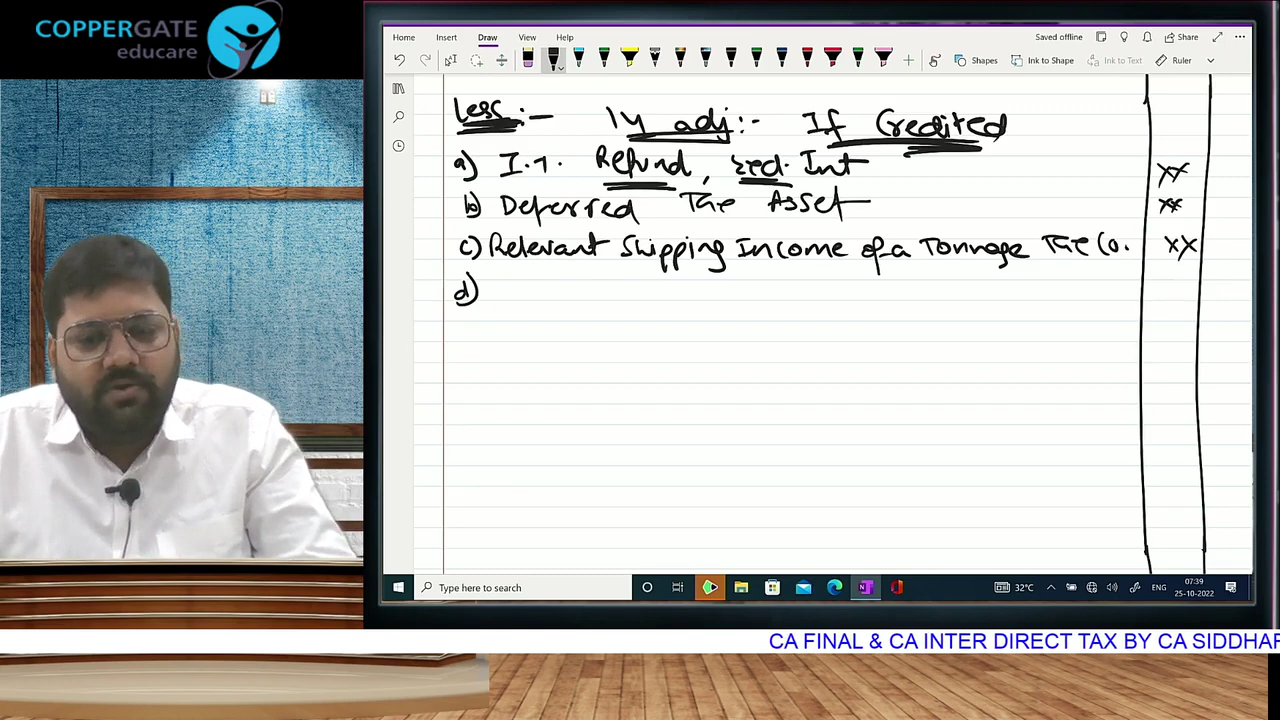 COPPERGATE
educare
Home Insert Draw View Help
Saved offline Share
Shapes Ink to Shape Ink to Text Ruler
Less:- adj:- If Credited
a) I.T. Refund, Int xx
b) Deferred Tax Asset xx
c) Relevant Shipping Income of a Tonnage Tax Co. xx
d)
Type here to search
32°C ENG 07:39
25-10-2022
CA FINAL & CA INTER DIRECT TAX BY CA SIDDHAR